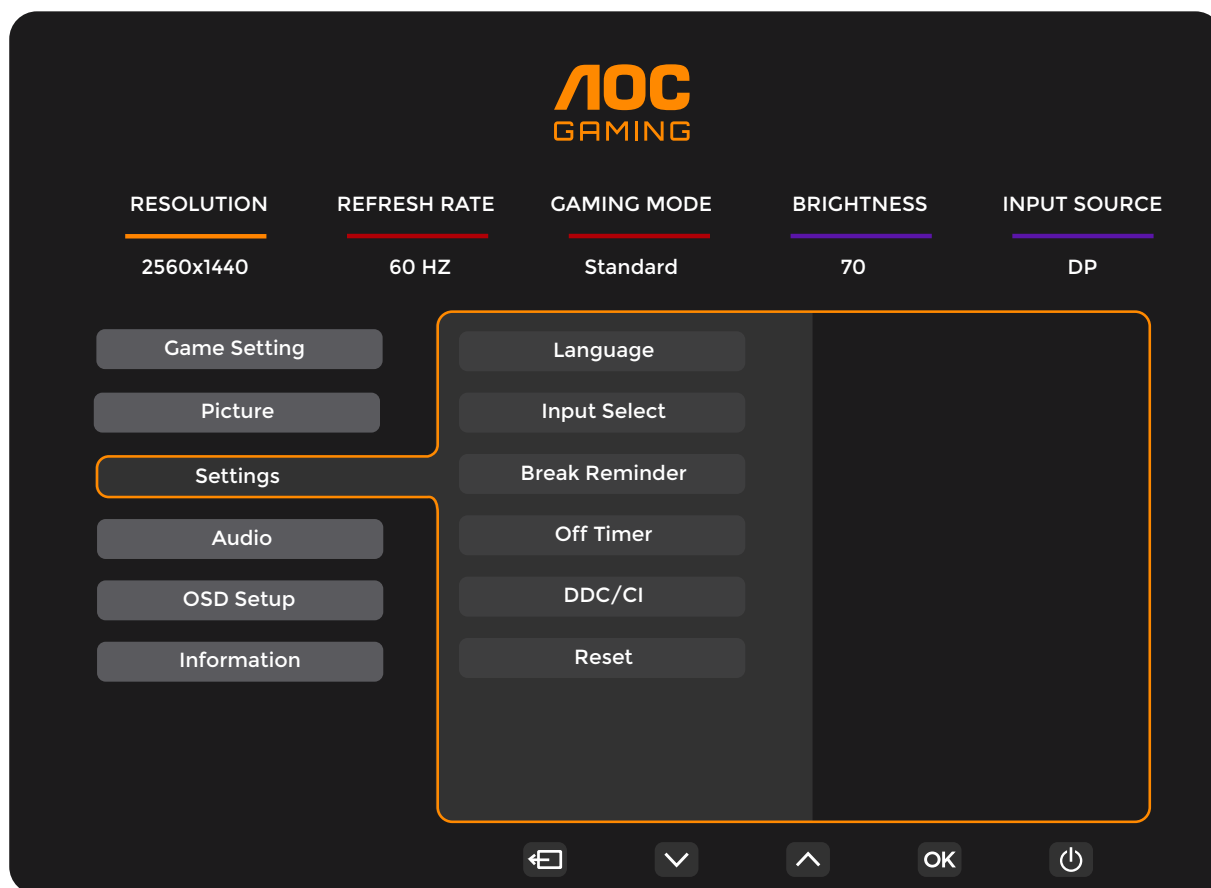 AOC
GAMING
RESOLUTION REFRESH RATE GAMING MODE BRIGHTNESS INPUT SOURCE
2560x1440 60 HZ Standard 70 DP
Game Setting Language
Picture Input Select
Settings Break Reminder
Audio Off Timer
OSD Setup DDC/CI
Information Reset
OK